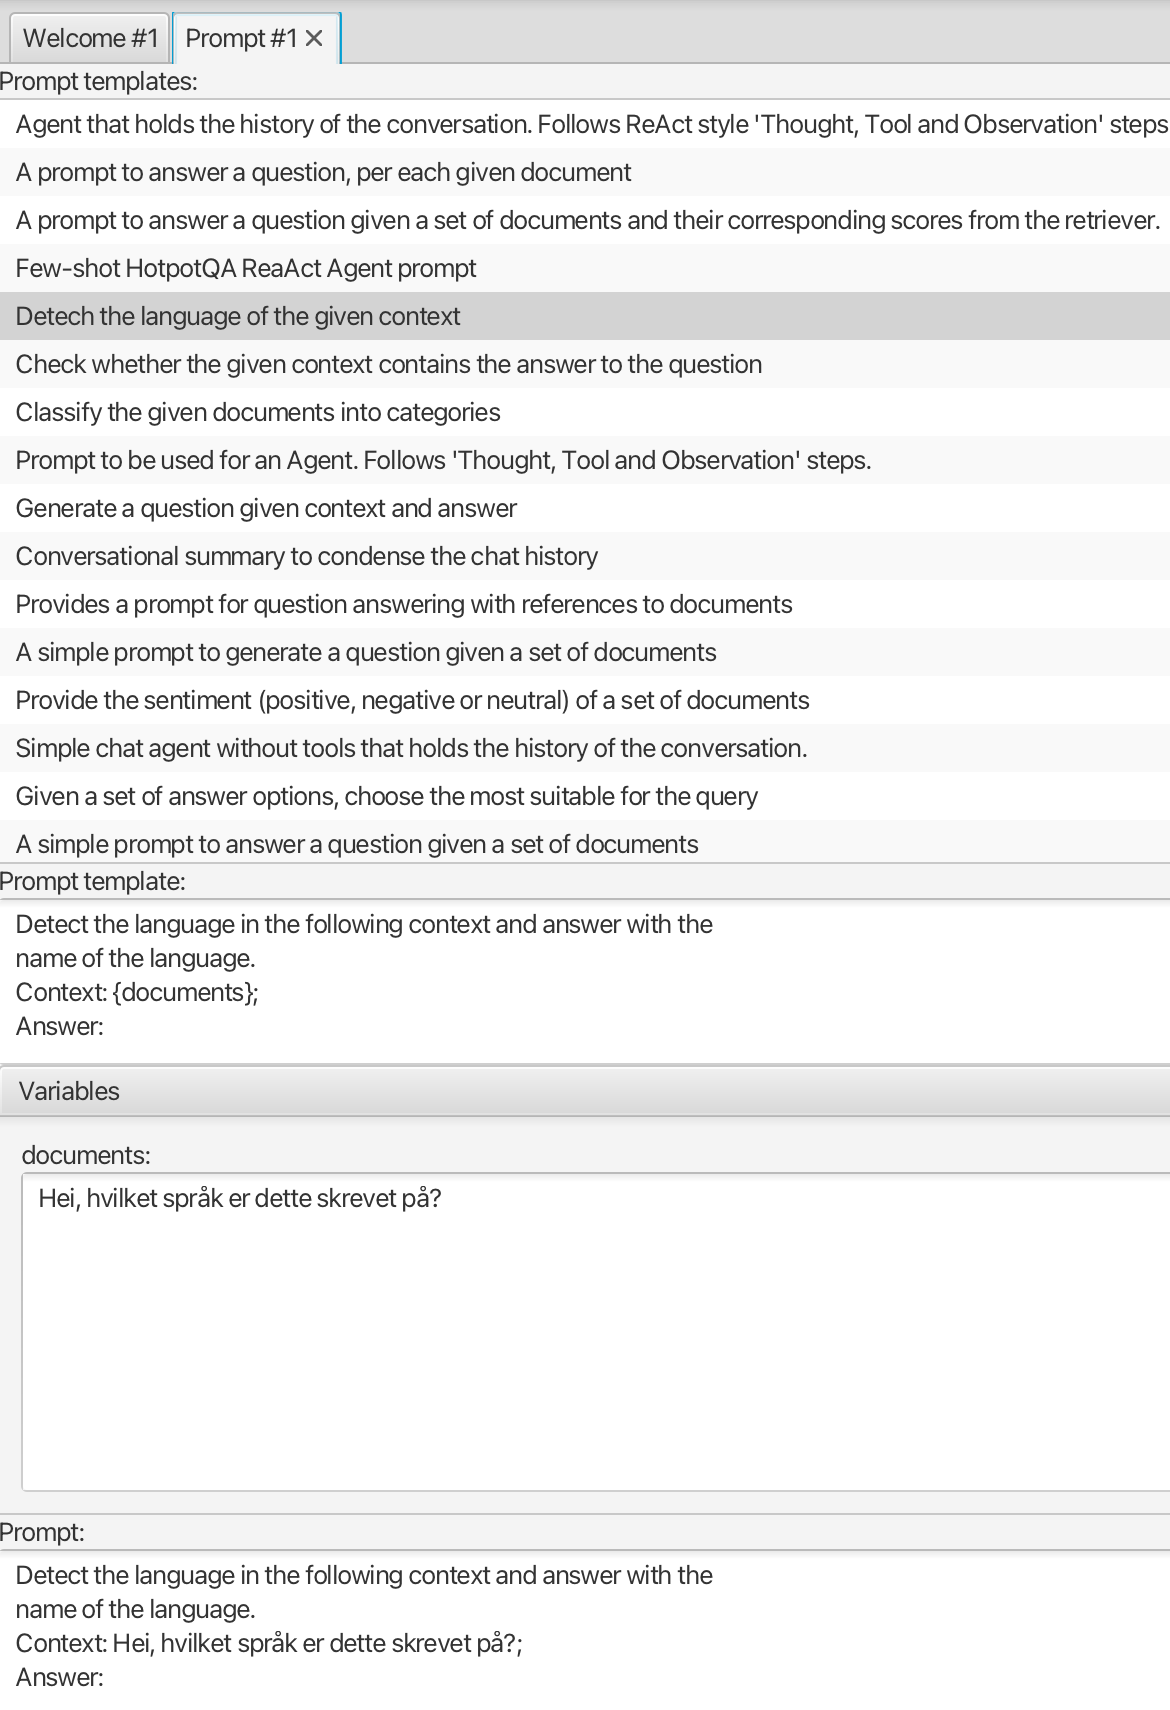 Welcome #1
Prompt #1
Prompt templates:
Agent that holds the history of the conversation. Follows ReAct style 'Thought, Tool and Observation' steps
A prompt to answer a question, per each given document
A prompt to answer a question given a set of documents and their corresponding scores from the retriever.
Few-shot HotpotQA ReaAct Agent prompt
Detech the language of the given context
Check whether the given context contains the answer to the question
Classify the given documents into categories
Prompt to be used for an Agent. Follows 'Thought, Tool and Observation' steps.
Generate a question given context and answer
Conversational summary to condense the chat history
Provides a prompt for question answering with references to documents
A simple prompt to generate a question given a set of documents
Provide the sentiment (positive, negative or neutral) of a set of documents
Simple chat agent without tools that holds the history of the conversation.
Given a set of answer options, choose the most suitable for the query
A simple prompt to answer a question given a set of documents
Prompt template:
Detect the language in the following context and answer with the
name of the language.
Context: {documents};
Answer:
Variables
documents:
Hei, hvilket språk er dette skrevet på?
Prompt:
Detect the language in the following context and answer with the
name of the language.
Context: Hei, hvilket språk er dette skrevet på?;
Answer: